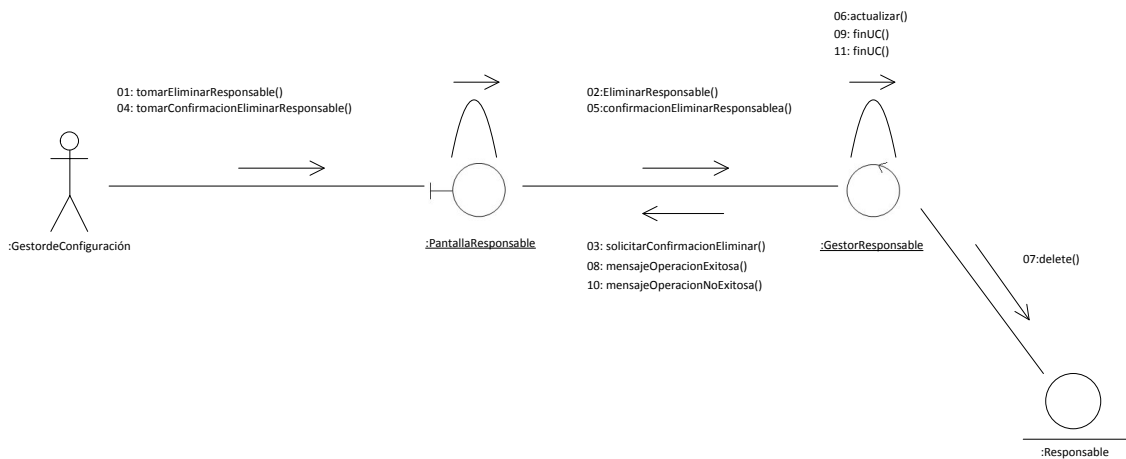 06:actualizar()
09: finUC()
11: finUC()
01: tomarEliminarResponsable()
04: tomarConfirmacionEliminarResponsable()
02:EliminarResponsable()
05:confirmacionEliminarResponsablea()
:GestordeConfiguración
:PantallaResponsable
03: solicitarConfirmacionEliminar()
08: mensajeOperacionExitosa()
10: mensajeOperacionNoExitosa()
:GestorResponsable
07:delete()
:Responsable